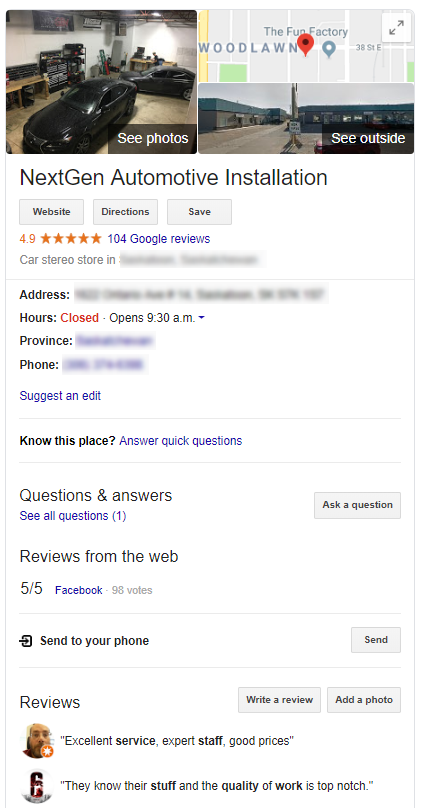 The Fun Factory
WOODLAWN
38 St E
See photos
See outside
NextGen Automotive Installation
Website
Directions
Save
4.9 104 Google reviews
Car stereo store in
Address:
Hours: Closed · Opens 9:30 a.m.
Province:
Phone:
Suggest an edit
Know this place? Answer quick questions
Questions & answers
See all questions (1)
Ask a question
Reviews from the web
5/5 Facebook · 98 votes
Send to your phone
Send
Reviews
Write a review
Add a photo
"Excellent service, expert staff, good prices"
"They know their stuff and the quality of work is top notch."